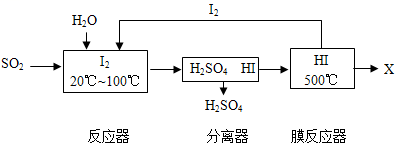 I₂
H₂O
SO₂
I₂
20℃~100℃
H₂SO₄ HI
HI
500℃
X
H₂SO₄
反应器 分离器 膜反应器